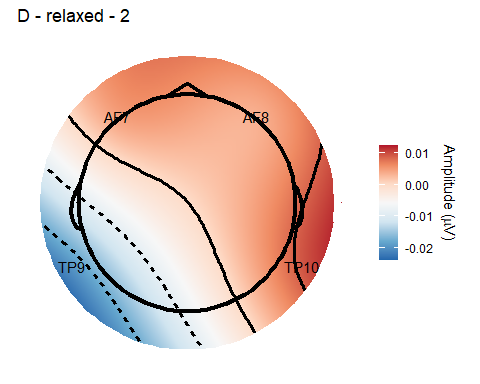 D - relaxed - 2
AF7
AF8
TP9
TP10
0.01
0.00
-0.01
-0.02
Amplitude (μV)